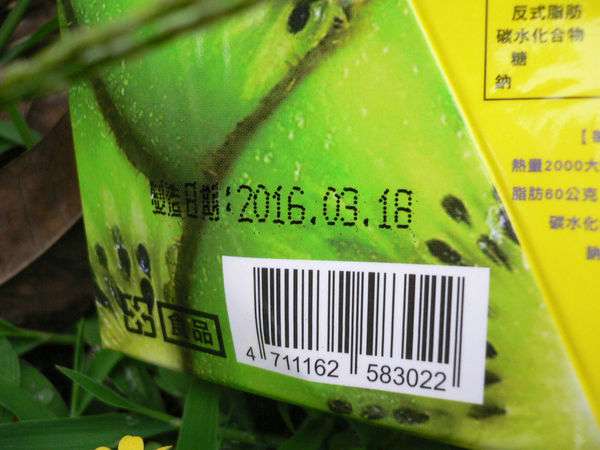 反式脂肪
碳水化合物
糖
鈉
熱量2000大
脂肪60公克
碳水化
製造日期:2016.03.18
食品
4 711162 583022